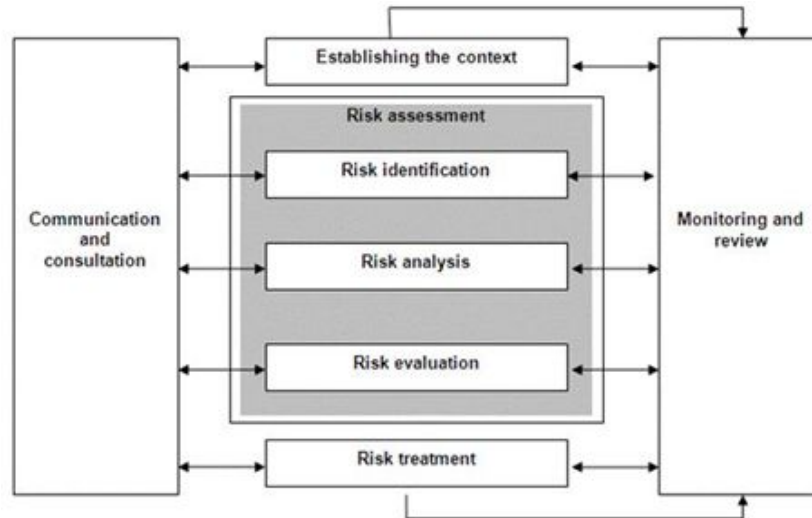 Establishing the context
Risk assessment
Risk identification
Communication
and
consultation
Monitoring and
review
Risk analysis
Risk evaluation
Risk treatment